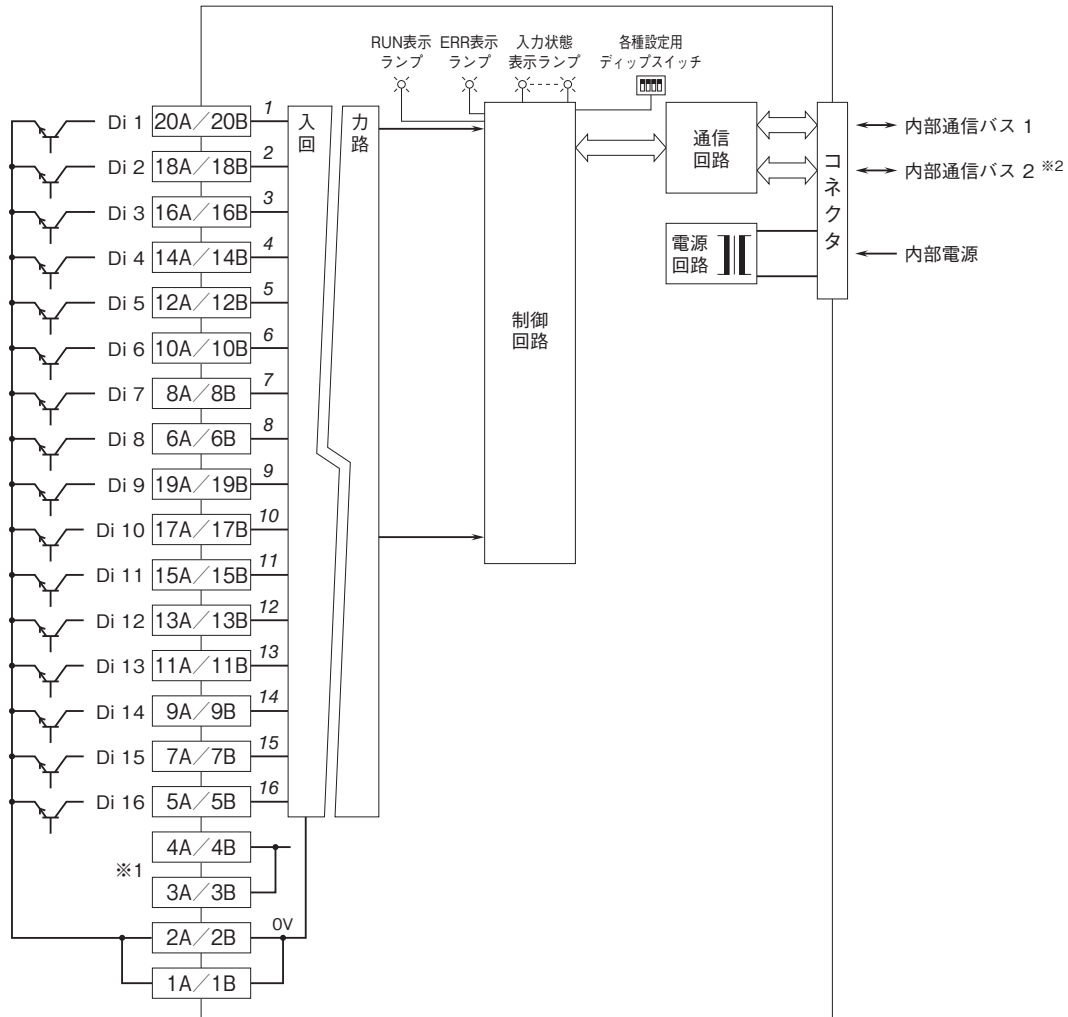 RUN表示
ランプ
ERR表示
ランプ
入力状態
表示ランプ
各種設定用
ディップスイッチ
Di 1 20A／20B 1
Di 2 18A／18B 2
Di 3 16A／16B 3
Di 4 14A／14B 4
Di 5 12A／12B 5
Di 6 10A／10B 6
Di 7 8A／8B 7
Di 8 6A／6B 8
Di 9 19A／19B 9
Di 10 17A／17B 10
Di 11 15A／15B 11
Di 12 13A／13B 12
Di 13 11A／11B 13
Di 14 9A／9B 14
Di 15 7A／7B 15
Di 16 5A／5B 16
※1
4A／4B
3A／3B
2A／2B 0V
1A／1B
入力
回路
制御
回路
通信
回路
電源
回路
コネクタ
内部通信バス 1
内部通信バス 2 ※2
内部電源